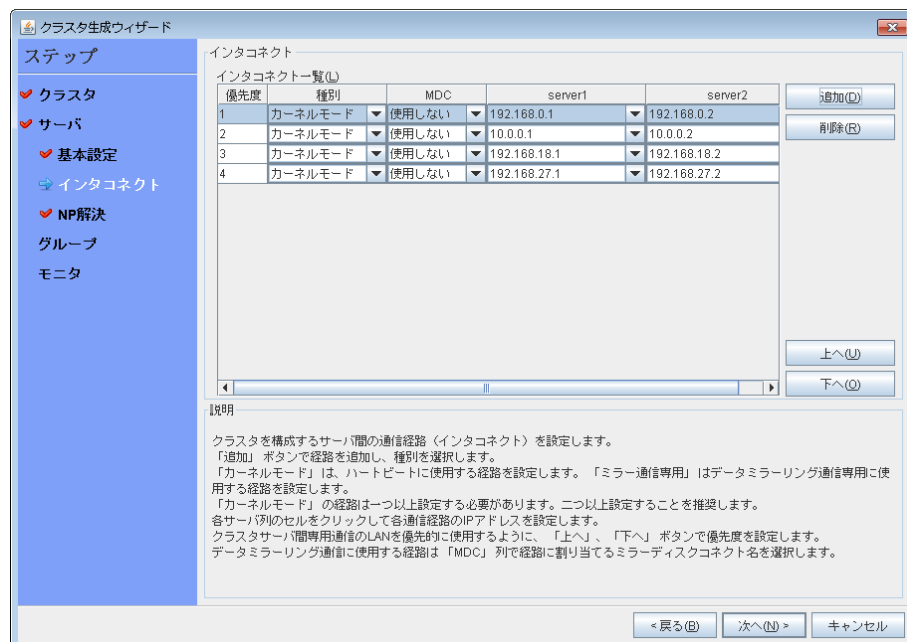 クラスタ生成ウィザード
ステップ
クラスタ
サーバ
基本設定
インタコネクト
NP解決
グループ
モニタ
インタコネクト
インタコネクト一覧(L)
優先度 種別 MDC server1 server2
1 カーネルモード 使用しない 192.168.0.1 192.168.0.2
2 カーネルモード 使用しない 10.0.0.1 10.0.0.2
3 カーネルモード 使用しない 192.168.18.1 192.168.18.2
4 カーネルモード 使用しない 192.168.27.1 192.168.27.2
追加(D)
削除(R)
上へ(U)
下へ(O)
説明
クラスタを構成するサーバ間の通信経路（インタコネクト）を設定します。
「追加」 ボタンで経路を追加し、種別を選択します。
「カーネルモード」 は、ハートビートに使用する経路を設定します。 「ミラー通信専用」 はデータミラーリング通信専用に使
用する経路を設定します。
「カーネルモード」 の経路は一つ以上設定する必要があります。二つ以上設定することを推奨します。
各サーバ列のセルをクリックして各通信経路のIPアドレスを設定します。
クラスタサーバ間専用通信のLANを優先的に使用するように、 「上へ」、「下へ」 ボタンで優先度を設定します。
データミラーリング通信に使用する経路は 「MDC」 列で経路に割り当てるミラーディスクコネクト名を選択します。
<戻る(B)
次へ(N) >
キャンセル